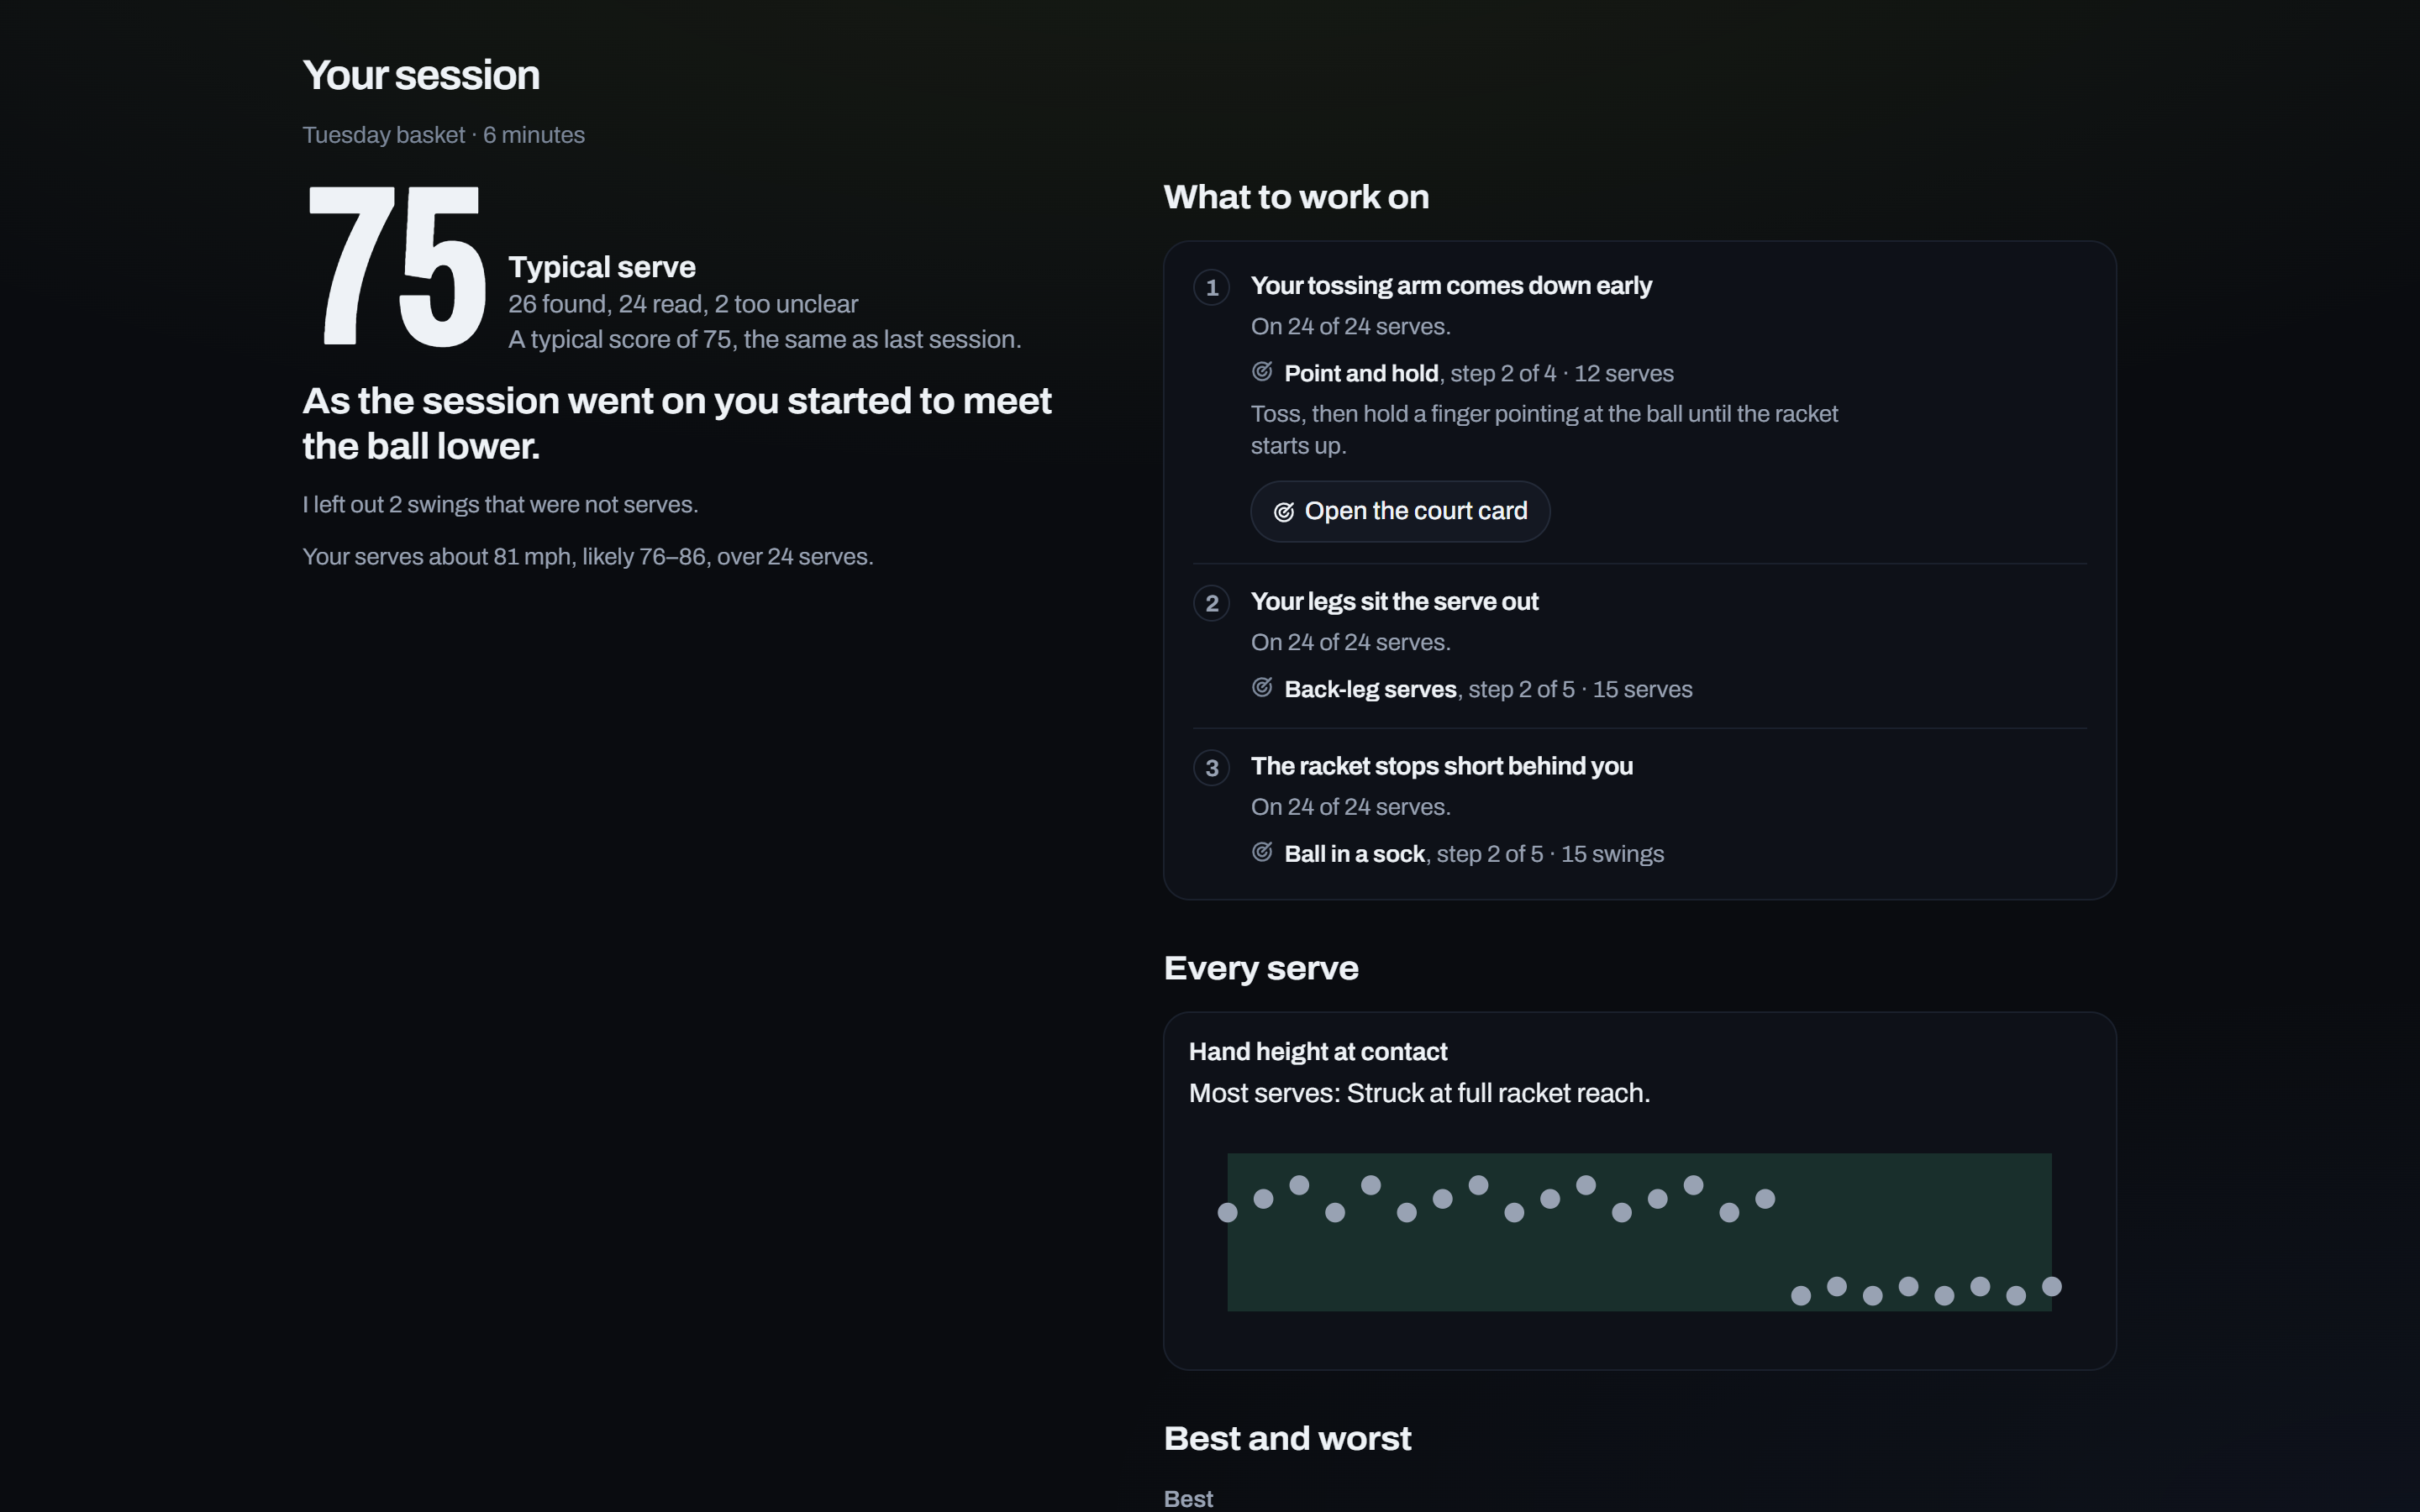 Your session
Tuesday basket · 6 minutes
75
Typical serve
26 found, 24 read, 2 too unclear
A typical score of 75, the same as last session.
As the session went on you started to meet
the ball lower.
I left out 2 swings that were not serves.
Your serves about 81 mph, likely 76–86, over 24 serves.
What to work on
1
Your tossing arm comes down early
On 24 of 24 serves.
Point and hold, step 2 of 4 · 12 serves
Toss, then hold a finger pointing at the ball until the racket
starts up.
Open the court card
2
Your legs sit the serve out
On 24 of 24 serves.
Back-leg serves, step 2 of 5 · 15 serves
3
The racket stops short behind you
On 24 of 24 serves.
Ball in a sock, step 2 of 5 · 15 swings
Every serve
Hand height at contact
Most serves: Struck at full racket reach.
Best and worst
Best